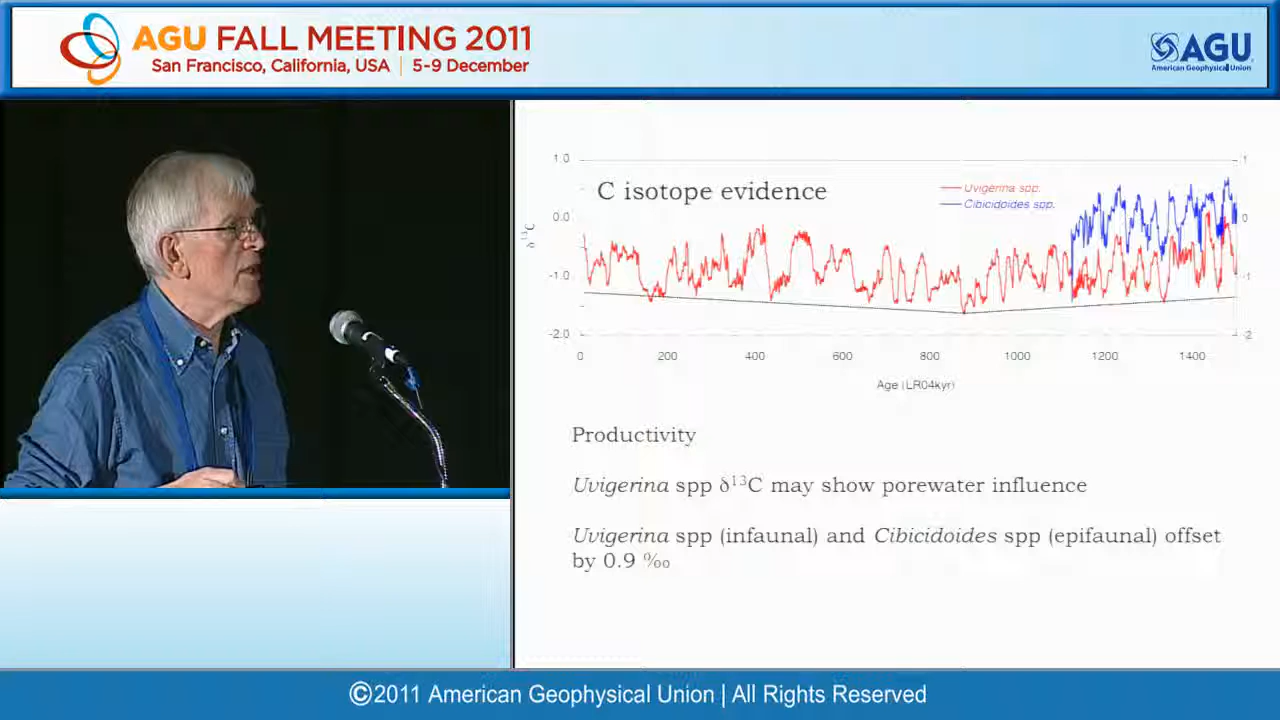 AGU FALL MEETING 2011
San Francisco, California, USA | 5-9 December
AGU
American Geophysical Union
C isotope evidence
Uvigerina spp.
Cibicidoides spp.
δ¹³C
1.0
0.0
-1.0
-2.0
1
0
-1
-2
0 200 400 600 800 1000 1200 1400
Age (LR04kyr)
Productivity
Uvigerina spp δ¹³C may show porewater influence
Uvigerina spp (infaunal) and Cibicidoides spp (epifaunal) offset
by 0.9 ‰
©2011 American Geophysical Union | All Rights Reserved